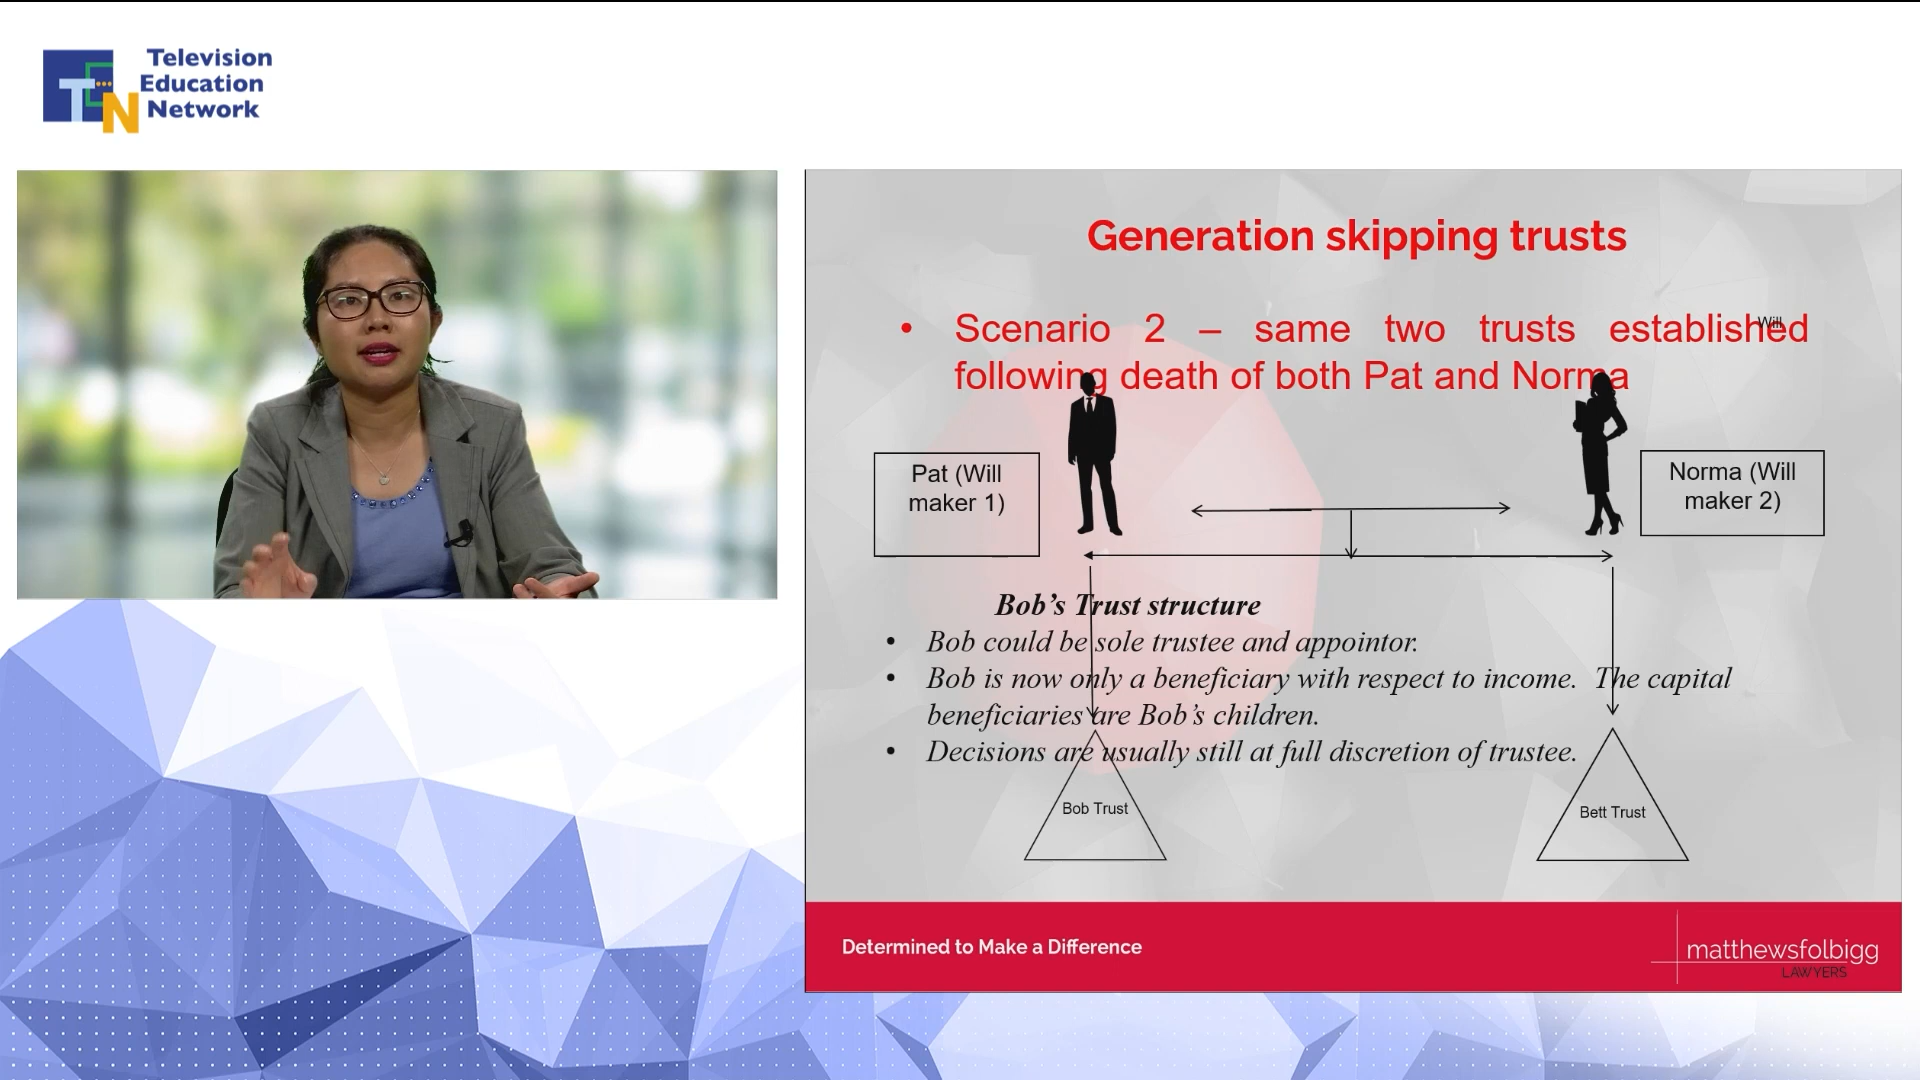 Television
Education
Network
TEN
Generation skipping trusts
• Scenario 2 – same two trusts established
Will
following death of both Pat and Norma
Pat (Will
maker 1)
Norma (Will
maker 2)
Bob’s Trust structure
• Bob could be sole trustee and appointor.
• Bob is now only a beneficiary with respect to income.  The capital
beneficiaries are Bob’s children.
• Decisions are usually still at full discretion of trustee.
Bob Trust
Bett Trust
Determined to Make a Difference
matthewsfolbigg
LAWYERS